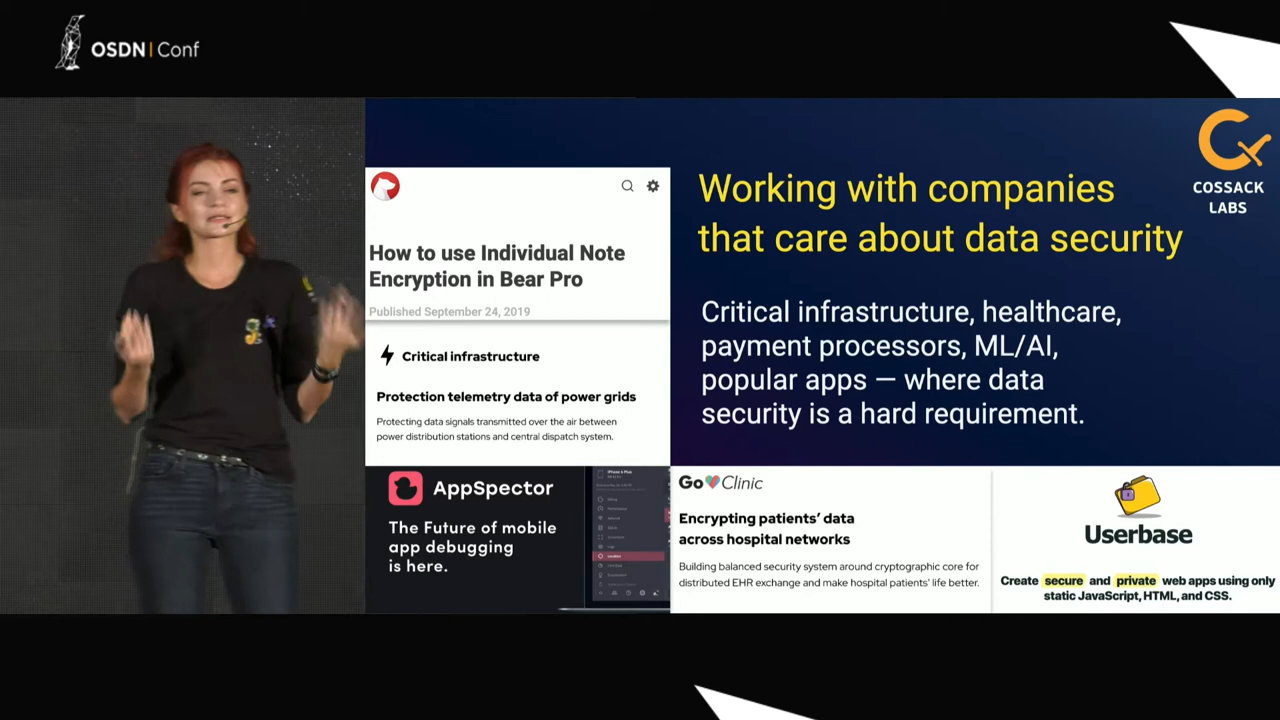 OSDN | Conf
COSSACK
LABS
Working with companies
that care about data security
Critical infrastructure, healthcare,
payment processors, ML/AI,
popular apps — where data
security is a hard requirement.
How to use Individual Note
Encryption in Bear Pro
Published September 24, 2019
Critical infrastructure
Protection telemetry data of power grids
Protecting data signals transmitted over the air between
power distribution stations and central dispatch system.
AppSpector
The Future of mobile
app debugging
is here.
Go Clinic
Encrypting patients’ data
across hospital networks
Building balanced security system around cryptographic core for
distributed EHR exchange and make hospital patients’ life better.
Userbase
Create secure and private web apps using only
static JavaScript, HTML, and CSS.